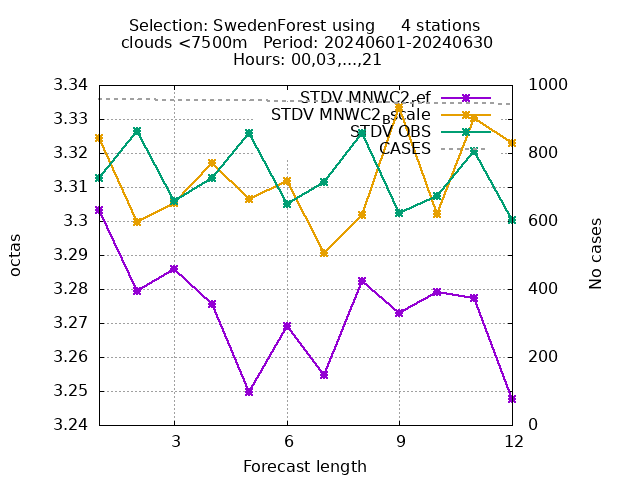 Selection: SwedenForest using 4 stations
clouds <7500m Period: 20240601-20240630
Hours: 00,03,...,21
3.34
3.33
3.32
3.31
3.3
3.29
3.28
3.27
3.26
3.25
3.24
octas
1000
800
600
400
200
0
No cases
STDV MNWC2_ef
STDV MNWC2_Bscale
STDV OBS
CASES
3
6
9
12
Forecast length